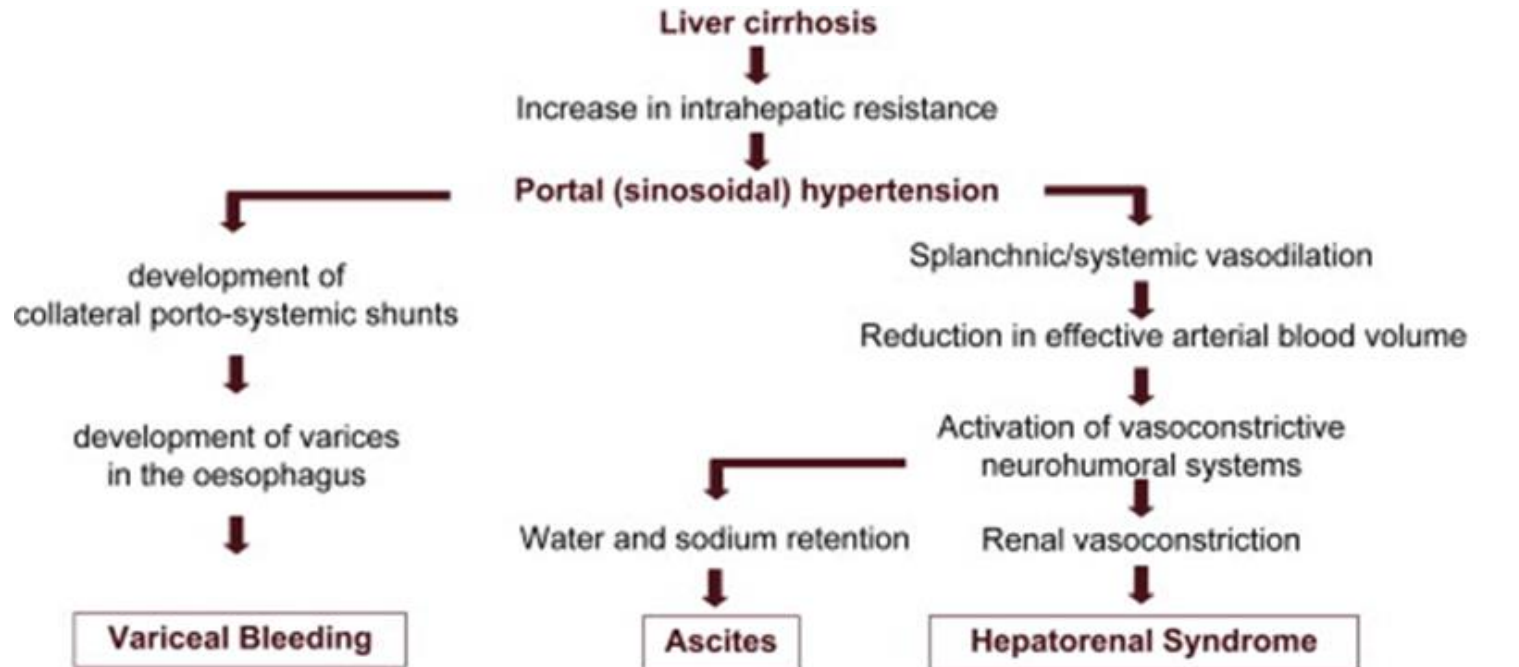 Liver cirrhosis
Increase in intrahepatic resistance
Portal (sinosoidal) hypertension
development of
collateral porto-systemic shunts
development of varices
in the oesophagus
Variceal Bleeding
Splanchnic/systemic vasodilation
Reduction in effective arterial blood volume
Activation of vasoconstrictive
neurohumoral systems
Water and sodium retention
Ascites
Renal vasoconstriction
Hepatorenal Syndrome